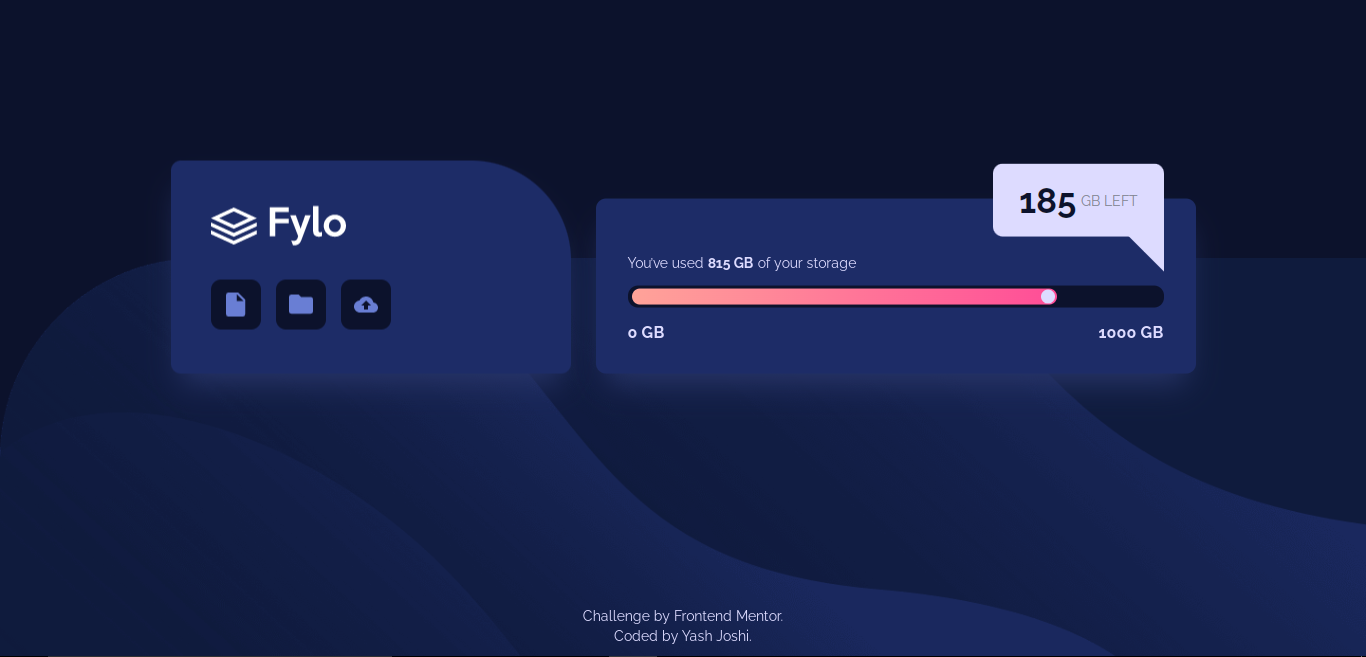 Fylo
185 GB LEFT
You've used 815 GB of your storage
0 GB
1000 GB
Challenge by Frontend Mentor.
Coded by Yash Joshi.